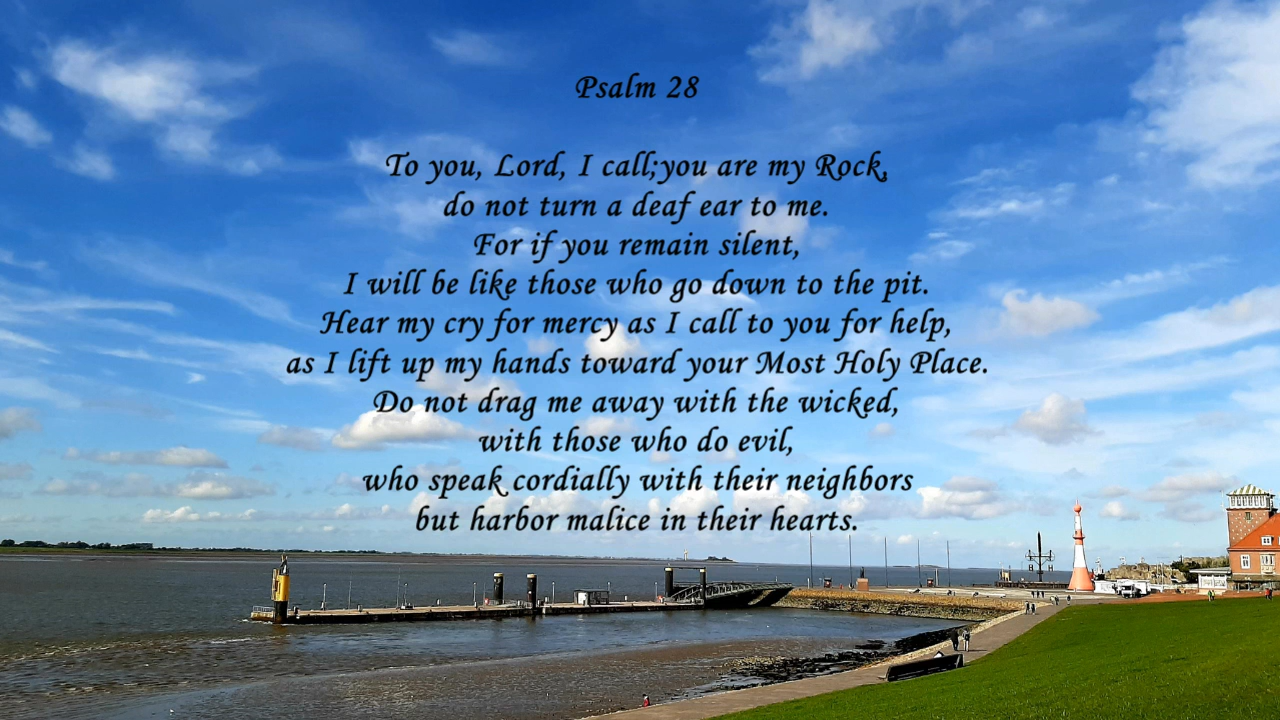 Psalm 28
To you, Lord, I call;you are my Rock,
do not turn a deaf ear to me.
For if you remain silent,
I will be like those who go down to the pit.
Hear my cry for mercy as I call to you for help,
as I lift up my hands toward your Most Holy Place.
Do not drag me away with the wicked,
with those who do evil,
who speak cordially with their neighbors
but harbor malice in their hearts.